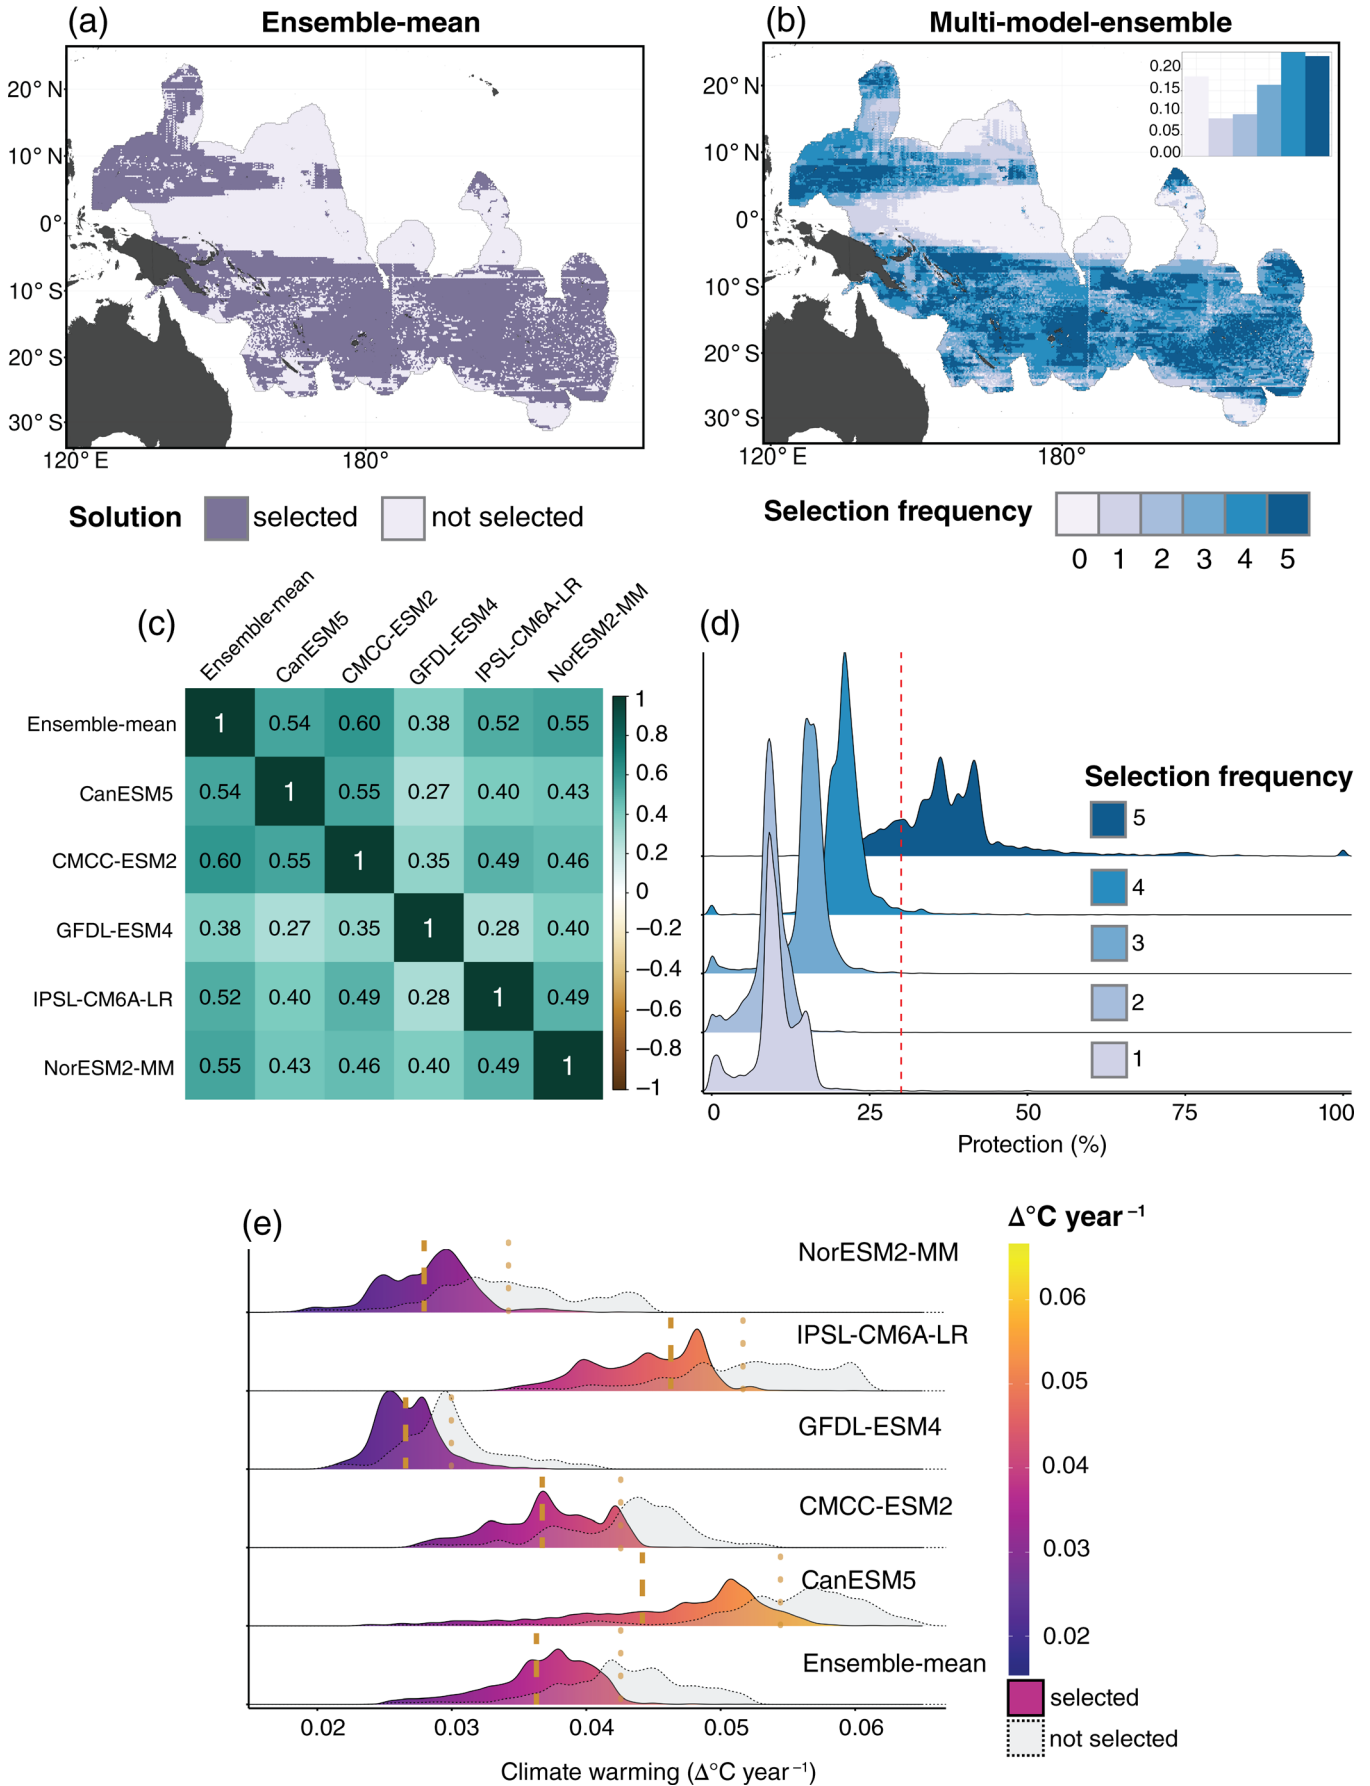 (a) Ensemble-mean
(b) Multi-model-ensemble
20° N
10° N
0°
10° S
20° S
30° S
120° E
180°
20° N
10° N
0°
10° S
20° S
30° S
120° E
180°
0.20
0.15
0.10
0.05
0.00
Solution selected not selected
Selection frequency
0 1 2 3 4 5
(c)
Ensemble-mean CanESM5 CMCC-ESM2 GFDL-ESM4 IPSL-CM6A-LR NorESM2-MM
Ensemble-mean 1 0.54 0.60 0.38 0.52 0.55
CanESM5 0.54 1 0.55 0.27 0.40 0.43
CMCC-ESM2 0.60 0.55 1 0.35 0.49 0.46
GFDL-ESM4 0.38 0.27 0.35 1 0.28 0.40
IPSL-CM6A-LR 0.52 0.40 0.49 0.28 1 0.49
NorESM2-MM 0.55 0.43 0.46 0.40 0.49 1
1
0.8
0.6
0.4
0.2
0
−0.2
−0.4
−0.6
−0.8
−1
(d)
Selection frequency
5
4
3
2
1
0 25 50 75 100
Protection (%)
(e)
NorESM2-MM
IPSL-CM6A-LR
GFDL-ESM4
CMCC-ESM2
CanESM5
Ensemble-mean
0.02 0.03 0.04 0.05 0.06
Climate warming (Δ°C year⁻¹)
Δ°C year⁻¹
0.06
0.05
0.04
0.03
0.02
selected
not selected